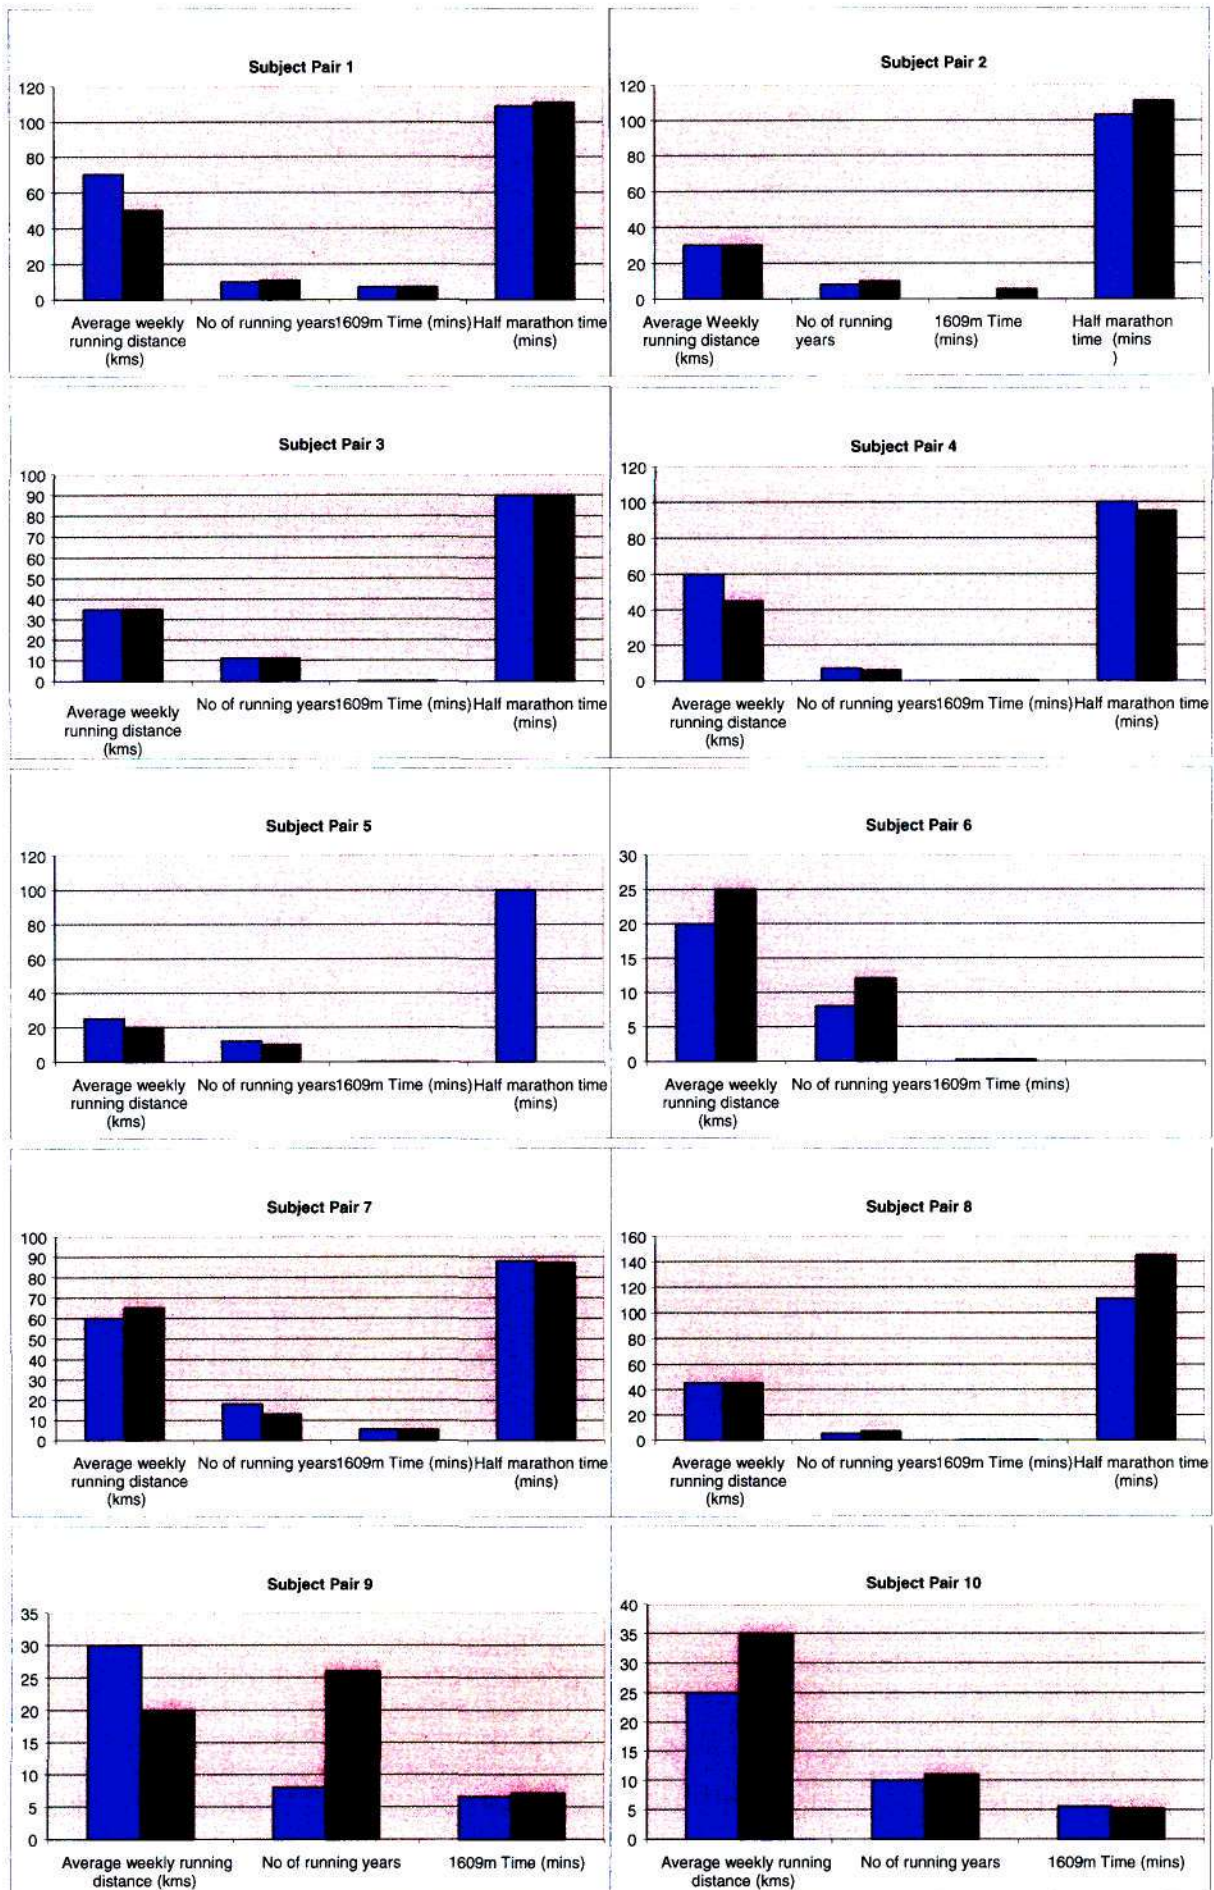 Subject Pair 1
120
100
80
60
40
20
0
Average weekly
running distance
(kms)
No of running years
1609m Time (mins)
Half marathon time
(mins)
Subject Pair 2
120
100
80
60
40
20
0
Average Weekly
running distance
(kms)
No of running
years
1609m Time
(mins)
Half marathon
time (mins
)
Subject Pair 3
100
90
80
70
60
50
40
30
20
10
0
Average weekly
running distance
(kms)
No of running years
1609m Time (mins)
Half marathon time
(mins)
Subject Pair 4
120
100
80
60
40
20
0
Average weekly
running distance
(kms)
No of running years
1609m Time (mins)
Half marathon time
(mins)
Subject Pair 5
120
100
80
60
40
20
0
Average weekly
running distance
(kms)
No of running years
1609m Time (mins)
Half marathon time
(mins)
Subject Pair 6
30
25
20
15
10
5
0
Average weekly
running distance
(kms)
No of running years
1609m Time (mins)
Subject Pair 7
100
90
80
70
60
50
40
30
20
10
0
Average weekly
running distance
(kms)
No of running years
1609m Time (mins)
Half marathon time
(mins)
Subject Pair 8
160
140
120
100
80
60
40
20
0
Average weekly
running distance
(kms)
No of running years
1609m Time (mins)
Half marathon time
(mins)
Subject Pair 9
35
30
25
20
15
10
5
0
Average weekly running
distance (kms)
No of running years
1609m Time (mins)
Subject Pair 10
40
35
30
25
20
15
10
5
0
Average weekly running
distance (kms)
No of running years
1609m Time (mins)